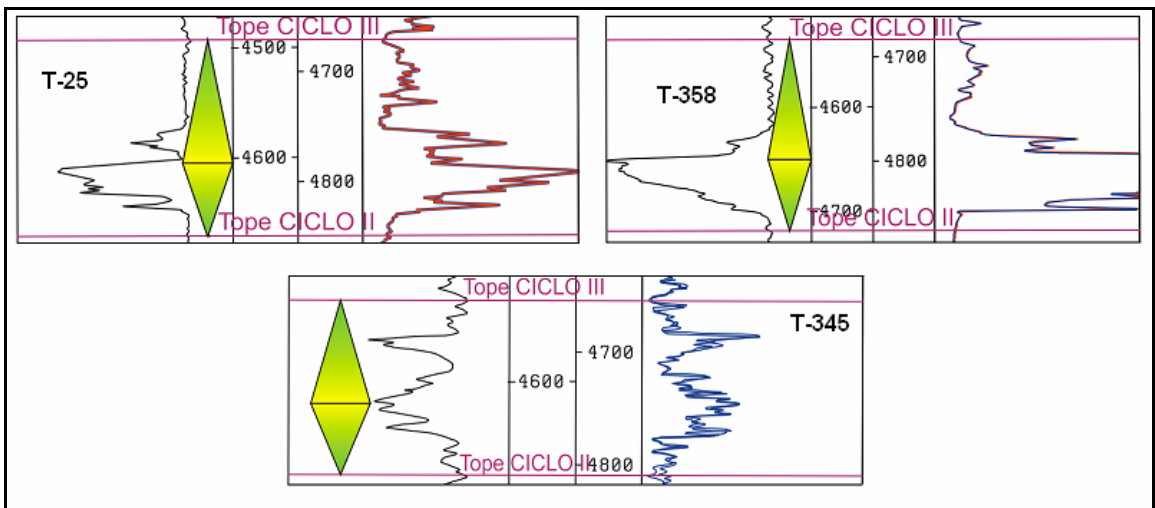 Tope CICLO III
T-25
4500
4700
4600
4800
Tope CICLO II
Tope CICLO III
T-358
4700
4600
4800
4700
Tope CICLO II
Tope CICLO III
T-345
4700
4600
Tope CICLO II
4800